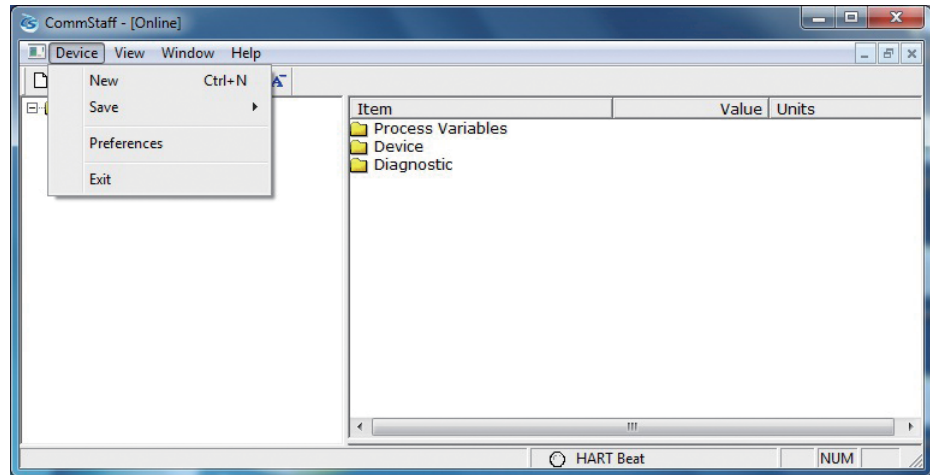 CommStaff - [Online]
Device View Window Help
New Ctrl+N
Save
Preferences
Exit
Item Value Units
Process Variables
Device
Diagnostic
HART Beat NUM